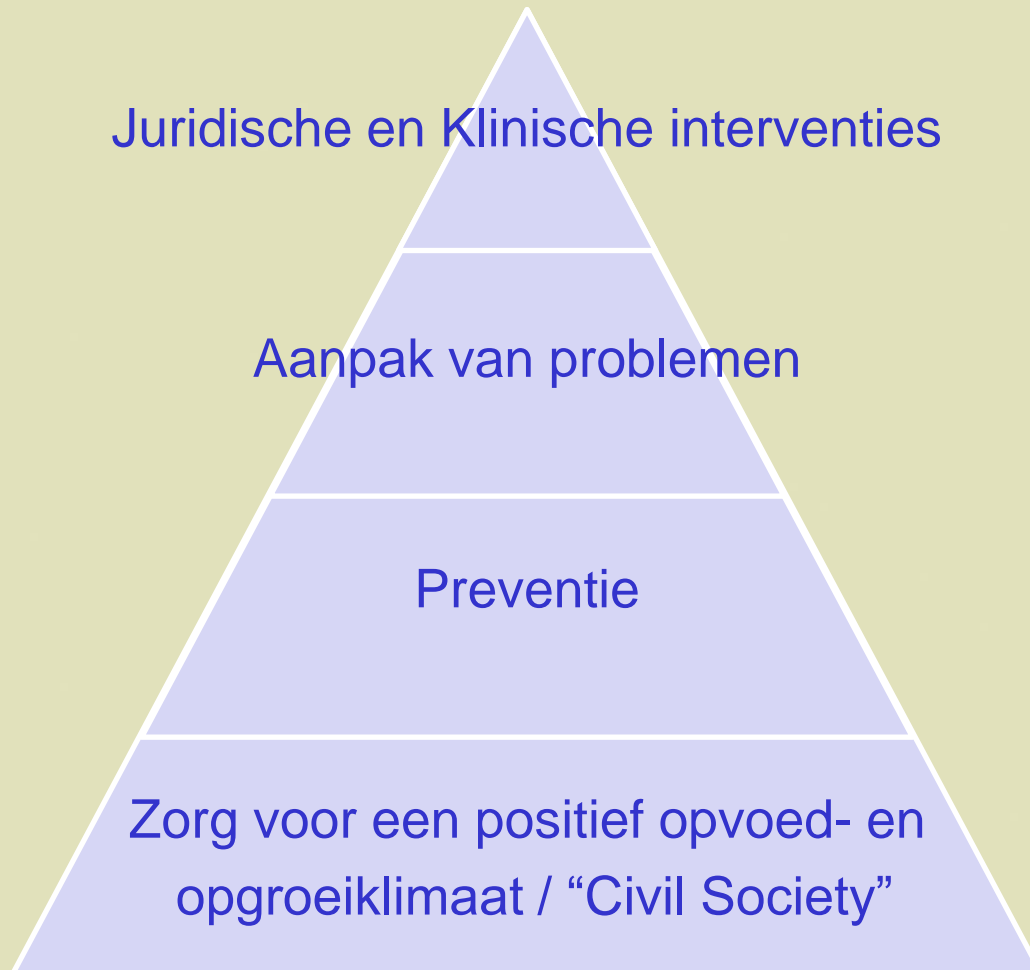 Juridische en Klinische interventies
Aanpak van problemen
Preventie
Zorg voor een positief opvoed- en
opgroeiklimaat / “Civil Society”